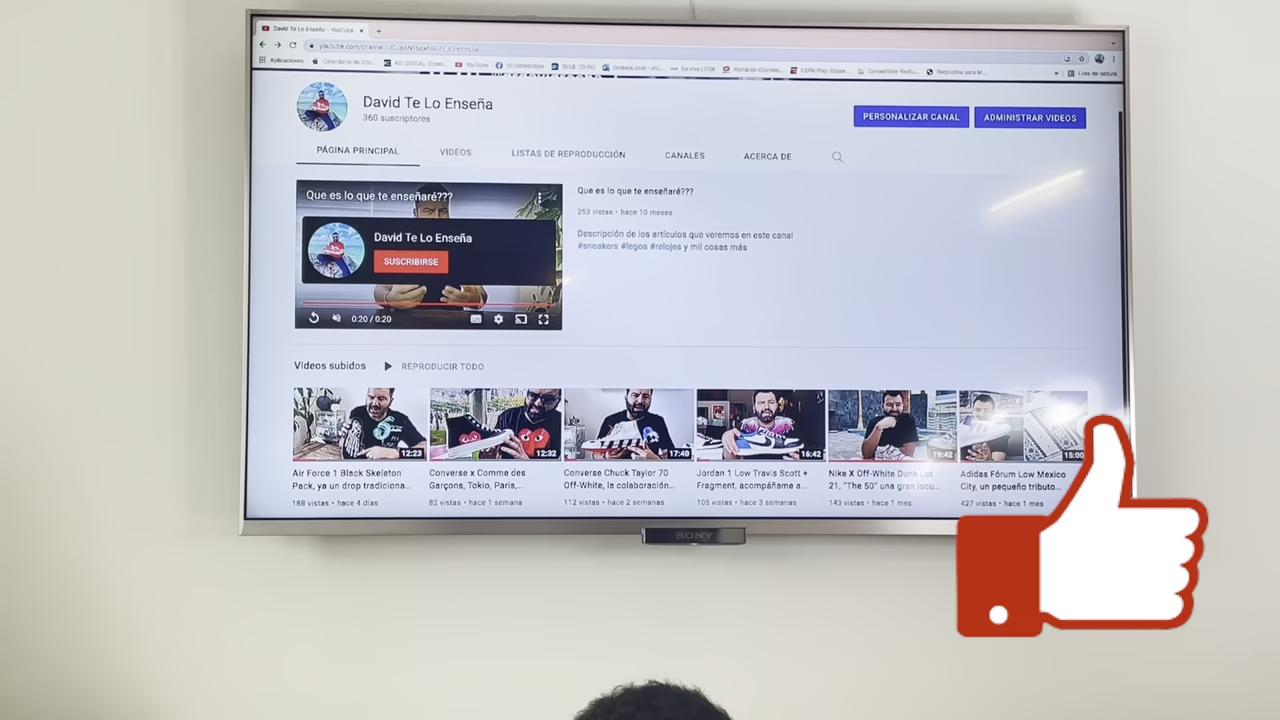 David Te Lo Enseña - YouTube
Aplicaciones
YouTube
David Te Lo Enseña
360 suscriptores
PERSONALIZAR CANAL
ADMINISTRAR VIDEOS
PÁGINA PRINCIPAL
VIDEOS
LISTAS DE REPRODUCCIÓN
CANALES
ACERCA DE
Que es lo que te enseñaré???
David Te Lo Enseña
SUSCRIBIRSE
0:20 / 0:20
Que es lo que te enseñaré???
253 vistas • hace 10 meses
Descripción de los artículos que veremos en este canal
#sneakers #legos #relojes y mil cosas más
Videos subidos
REPRODUCIR TODO
12:23
12:32
17:40
16:42
19:42
15:00
Air Force 1 Black Skeleton
Pack, ya un drop tradiciona...
188 vistas • hace 4 días
Converse x Comme des
Garçons, Tokio, Paris,...
82 vistas • hace 1 semana
Converse Chuck Taylor 70
Off-White, la colaboración...
112 vistas • hace 2 semanas
Jordan 1 Low Travis Scott +
Fragment, acompáñame a...
105 vistas • hace 3 semanas
Nike X Off-White Dunk Lot
21, "The 50" una gran locu...
143 vistas • hace 1 mes
Adidas Fórum Low Mexico
City, un pequeño tributo...
427 vistas • hace 1 mes
SONY